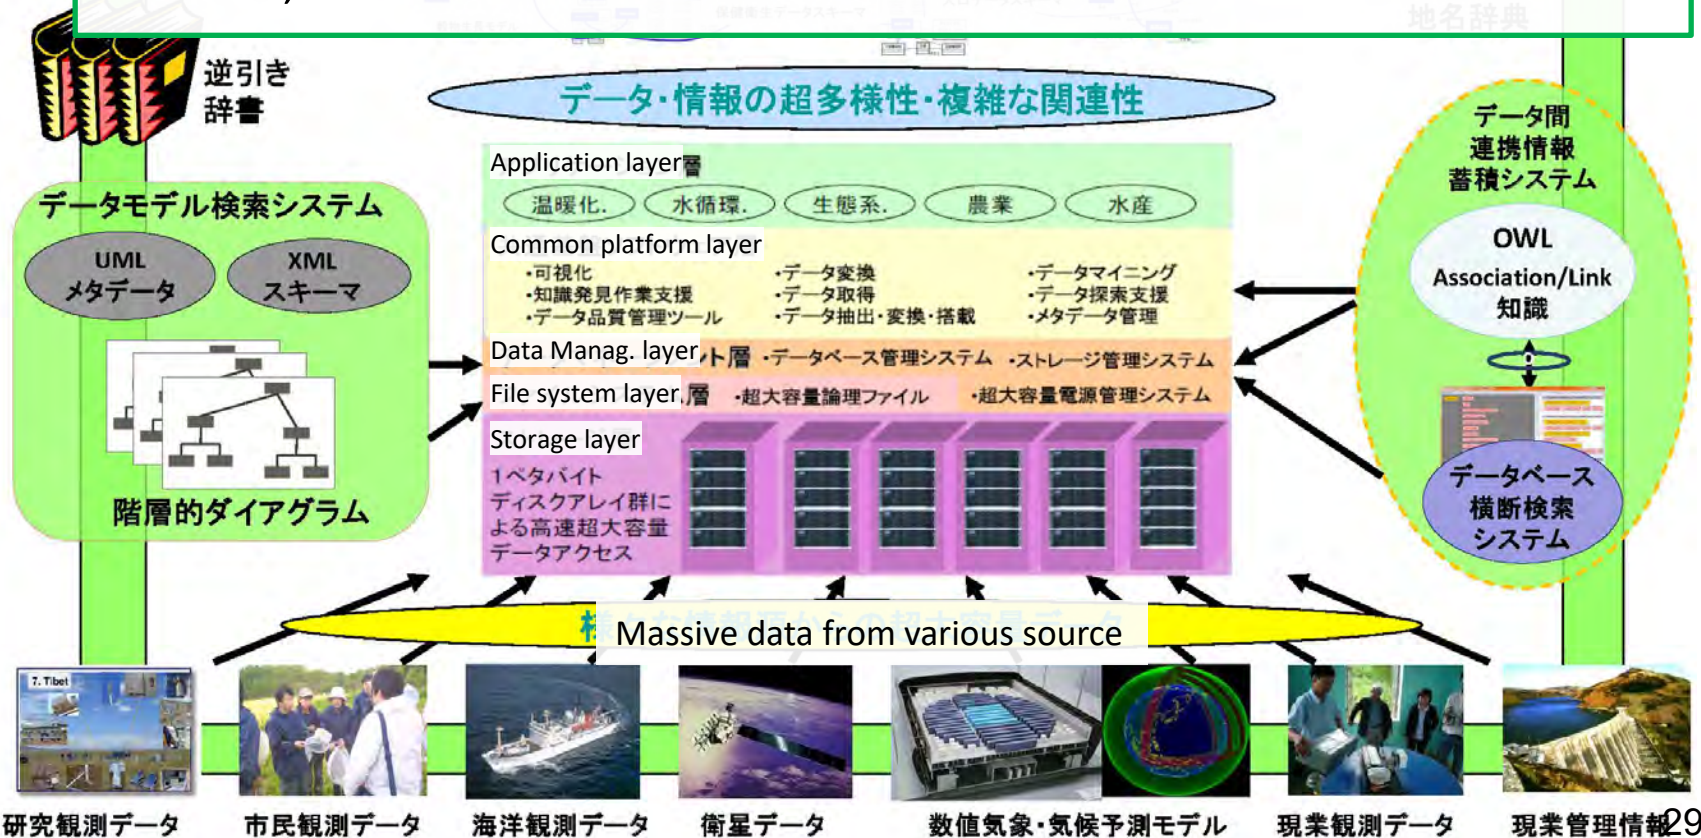 地名辞典
逆引き
辞書
データ・情報の超多様性・複雑な関連性
データ間
連携情報
蓄積システム
データモデル検索システム
UML
メタデータ
XML
スキーマ
階層的ダイアグラム
Application layer層
温暖化.
水循環.
生態系.
農業
水産
Common platform layer
・可視化
・データ変換
・データマイニング
・知識発見作業支援
・データ取得
・データ探索支援
・データ品質管理ツール
・データ抽出・変換・搭載
・メタデータ管理
Data Manag. layer ント層 ・データベース管理システム ・ストレージ管理システム
File system layer 層 ・超大容量論理ファイル ・超大容量電源管理システム
Storage layer
1ペタバイト
ディスクアレイ群に
よる高速超大容量
データアクセス
OWL
Association/Link
知識
データベース
横断検索
システム
Massive data from various source
7. Tibet
研究観測データ
市民観測データ
海洋観測データ
衛星データ
数値気象・気候予測モデル
現業観測データ
現業管理情報
29